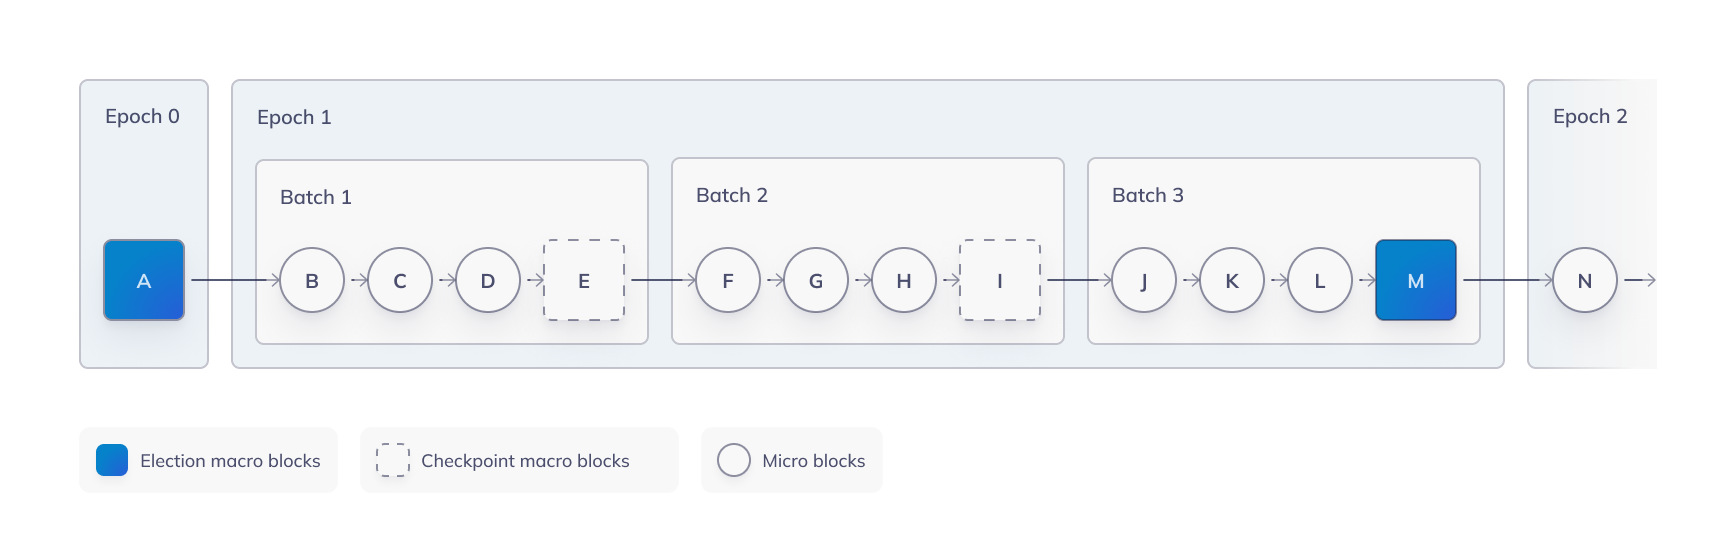 Epoch 0
Epoch 1
Epoch 2
Batch 1
Batch 2
Batch 3
A
B
C
D
E
F
G
H
I
J
K
L
M
N
Election macro blocks
Checkpoint macro blocks
Micro blocks